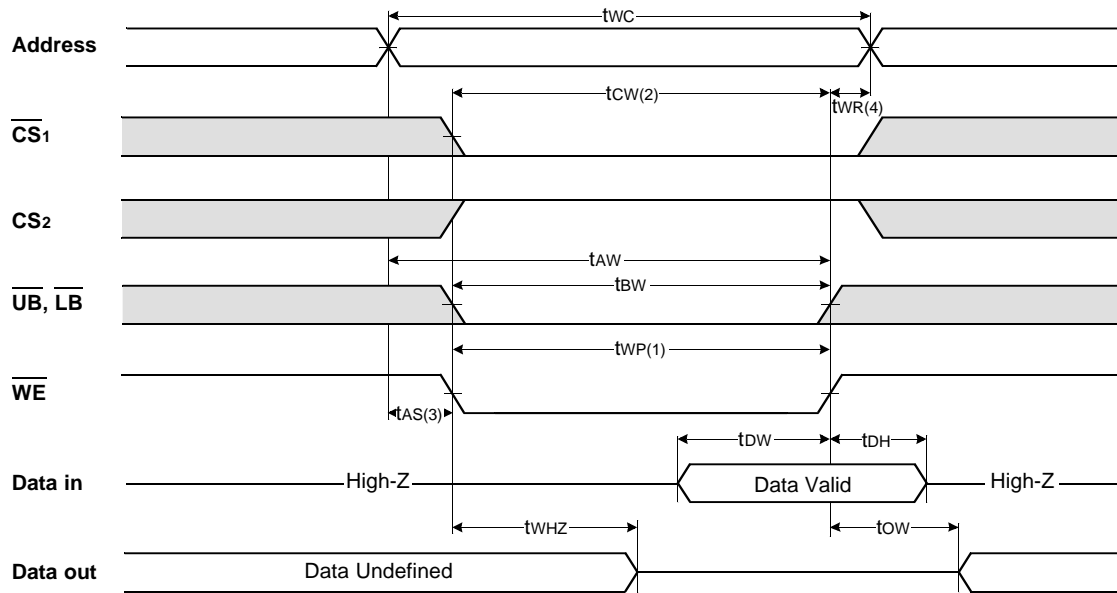 tWC
Address
tCW(2)
tWR(4)
CS1
CS2
tAW
UB, LB
tBW
tWP(1)
WE
tAS(3)
tDW
tDH
Data in
High-Z
Data Valid
High-Z
tWHZ
tOW
Data out
Data Undefined